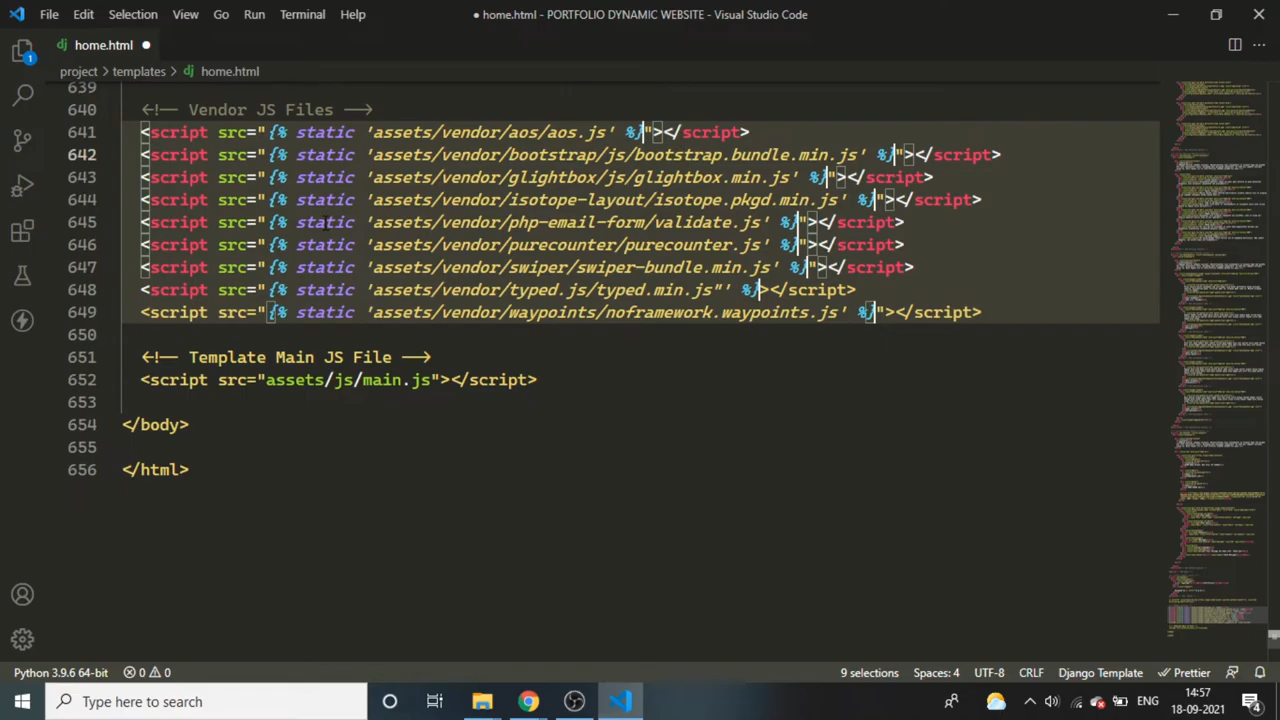 File Edit Selection View Go Run Terminal Help ● home.html - PORTFOLIO DYNAMIC WEBSITE - Visual Studio Code
dj home.html ●
project > templates > dj home.html
639
640 <!-- Vendor JS Files -->
641 <script src="{% static 'assets/vendor/aos/aos.js' %}"></script>
642 <script src="{% static 'assets/vendor/bootstrap/js/bootstrap.bundle.min.js' %}"></script>
643 <script src="{% static 'assets/vendor/glightbox/js/glightbox.min.js' %}"></script>
644 <script src="{% static 'assets/vendor/isotope-layout/isotope.pkgd.min.js' %}"></script>
645 <script src="{% static 'assets/vendor/php-email-form/validate.js' %}"></script>
646 <script src="{% static 'assets/vendor/purecounter/purecounter.js' %}"></script>
647 <script src="{% static 'assets/vendor/swiper/swiper-bundle.min.js' %}"></script>
648 <script src="{% static 'assets/vendor/typed.js/typed.min.js"' %}></script>
649 <script src="{% static 'assets/vendor/waypoints/noframework.waypoints.js' %}"></script>
650
651 <!-- Template Main JS File -->
652 <script src="assets/js/main.js"></script>
653
654 </body>
655
656 </html>
1
Python 3.9.6 64-bit 0 0 9 selections Spaces: 4 UTF-8 CRLF Django Template Prettier
Type here to search
ENG
14:57
18-09-2021
4